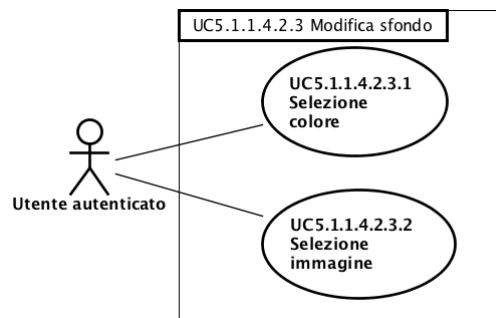 UC5.1.1.4.2.3 Modifica sfondo
UC5.1.1.4.2.3.1
Selezione
colore
Utente autenticato
UC5.1.1.4.2.3.2
Selezione
immagine